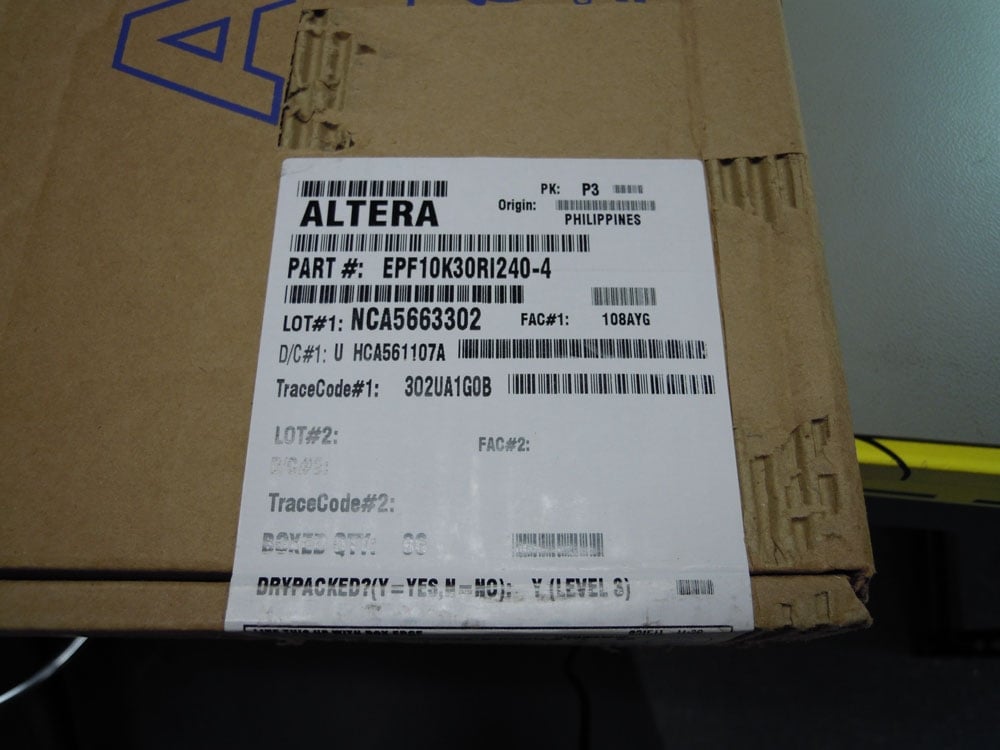 A
ALTERA
PK: P3
Origin:
PHILIPPINES
PART #: EPF10K30RI240-4
LOT#1: NCA5663302 FAC#1: 108AYG
D/C#1: U HCA561107A
TraceCode#1: 302UA1G0B
LOT#2: FAC#2:
D/C#2:
TraceCode#2:
BOXED QTY:
DRYPACKED?(Y=YES,N=NO): Y (LEVEL 3)